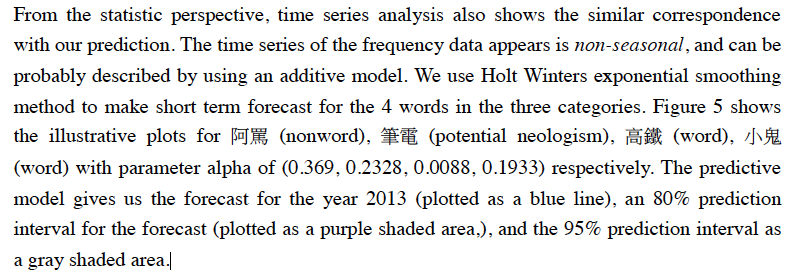 From the statistic perspective, time series analysis also shows the similar correspondence
with our prediction. The time series of the frequency data appears is non-seasonal, and can be
probably described by using an additive model. We use Holt Winters exponential smoothing
method to make short term forecast for the 4 words in the three categories. Figure 5 shows
the illustrative plots for 阿罵 (nonword), 筆電 (potential neologism), 高鐵 (word), 小鬼
(word) with parameter alpha of (0.369, 0.2328, 0.0088, 0.1933) respectively. The predictive
model gives us the forecast for the year 2013 (plotted as a blue line), an 80% prediction
interval for the forecast (plotted as a purple shaded area,), and the 95% prediction interval as
a gray shaded area.